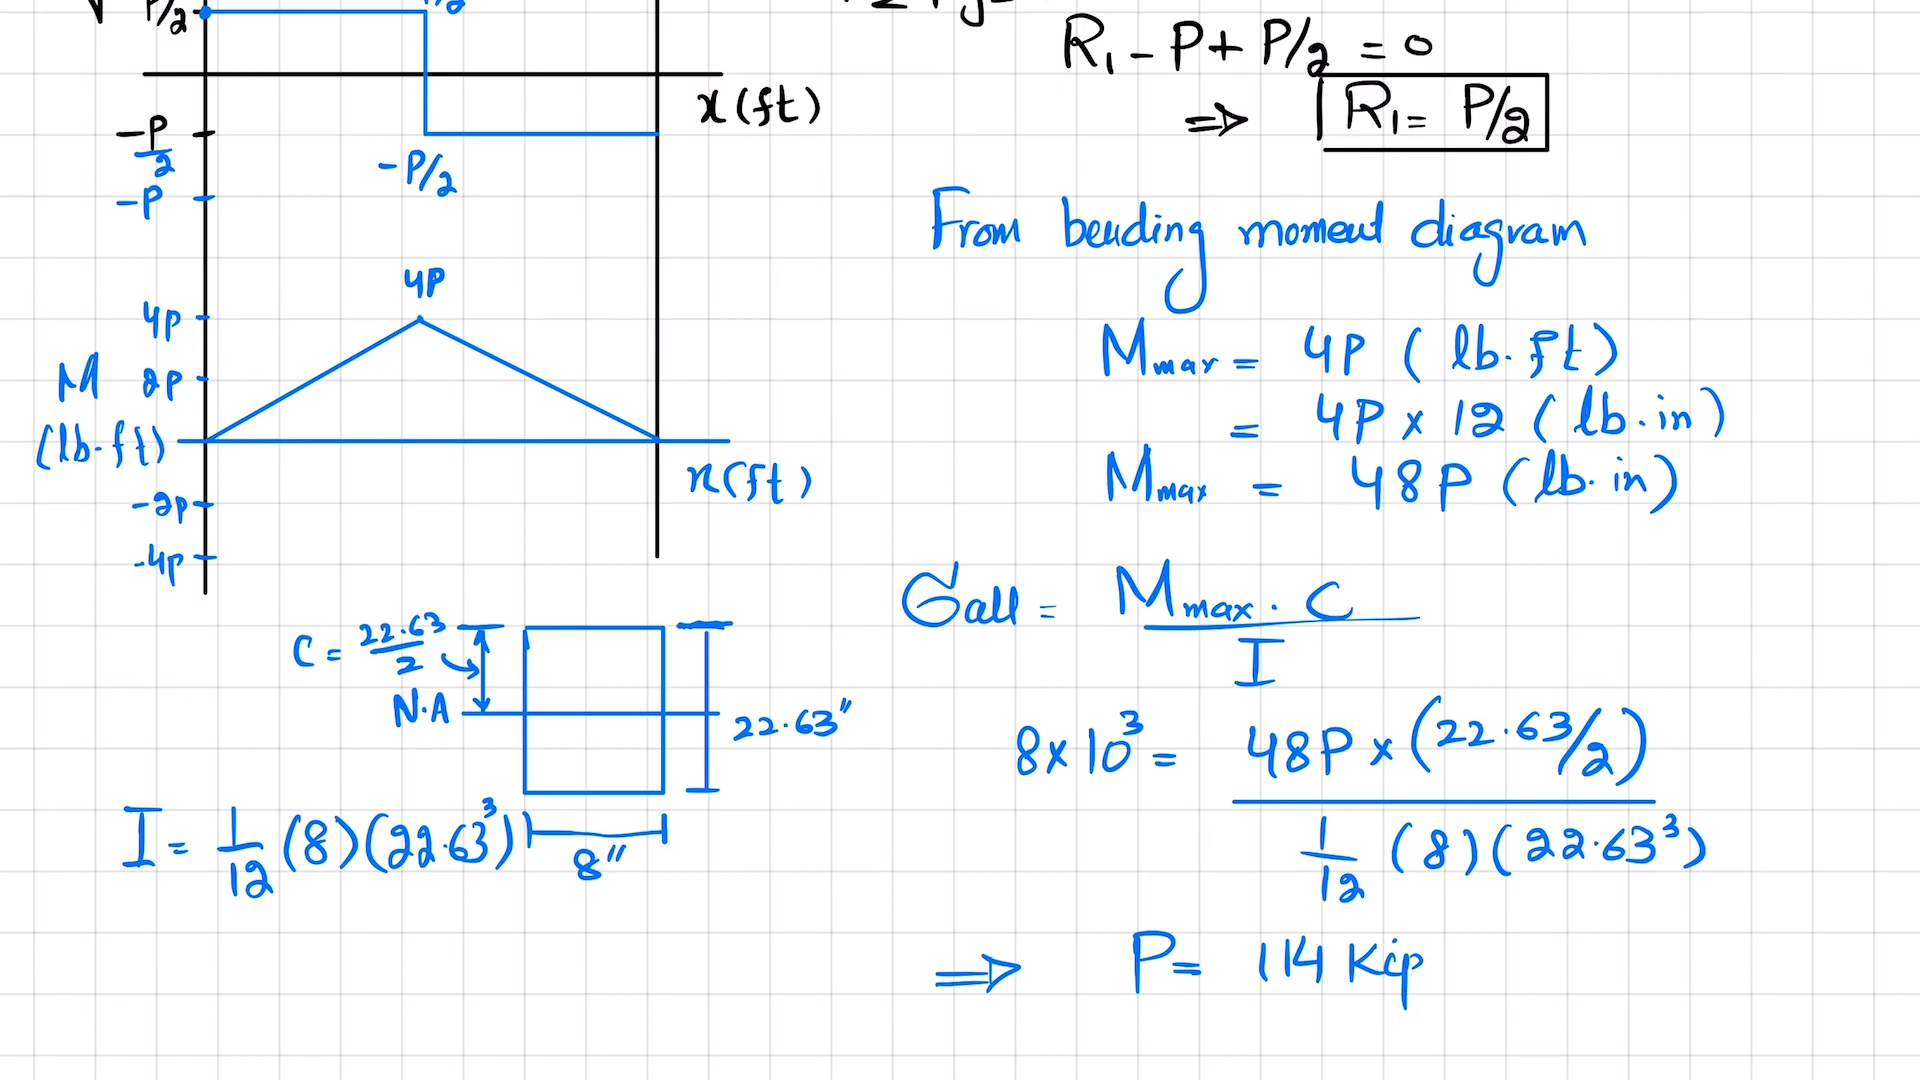 P/2
x(ft)
-P/2
-P/2
-P
4P
4P
M 2P
(lb.ft)
x(ft)
-2P
-4P
C = 22.63/2
N.A
22.63"
8"
I = 1/12 (8)(22.63³)
R₁ - P + P/2 = 0
⇒ R₁ = P/2
From bending moment diagram
Mmax = 4P (lb.ft)
= 4P × 12 (lb.in)
Mmax = 48P (lb.in)
σall = Mmax . C / I
8×10³ = 48P × (22.63/2) / 1/12 (8)(22.63³)
⇒ P = 114 Kip